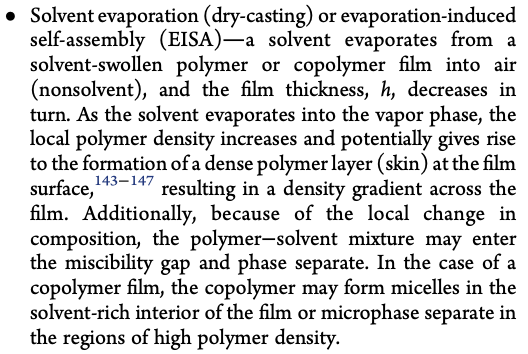 • Solvent evaporation (dry-casting) or evaporation-induced
self-assembly (EISA)—a solvent evaporates from a
solvent-swollen polymer or copolymer film into air
(nonsolvent), and the film thickness, h, decreases in
turn. As the solvent evaporates into the vapor phase, the
local polymer density increases and potentially gives rise
to the formation of a dense polymer layer (skin) at the film
surface,143−147 resulting in a density gradient across the
film. Additionally, because of the local change in
composition, the polymer−solvent mixture may enter
the miscibility gap and phase separate. In the case of a
copolymer film, the copolymer may form micelles in the
solvent-rich interior of the film or microphase separate in
the regions of high polymer density.